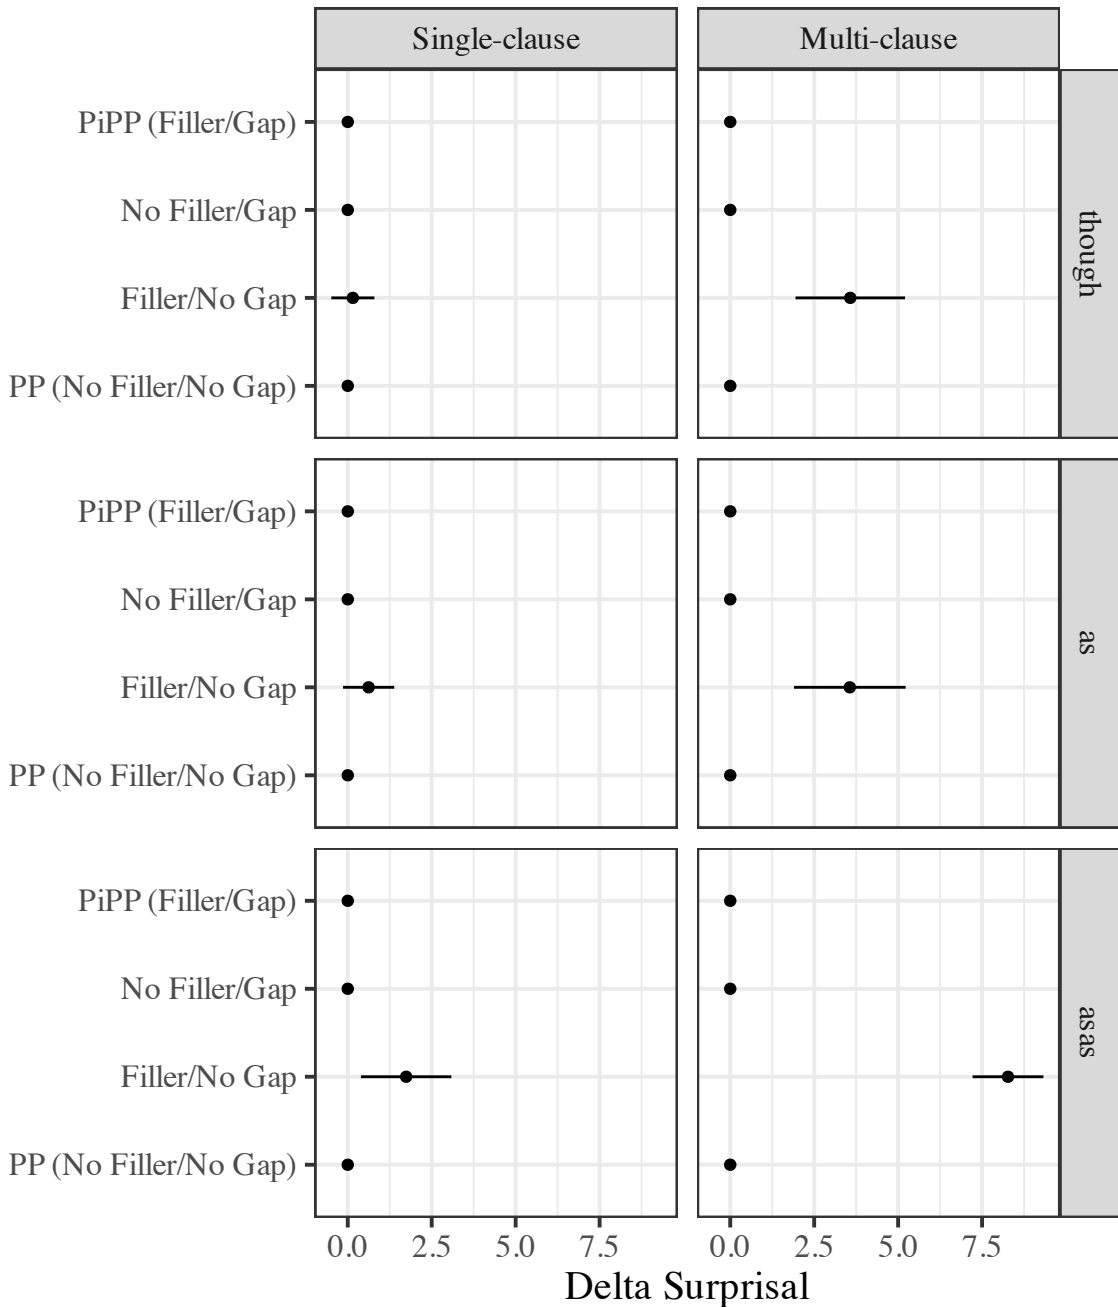 Single-clause
Multi-clause
PiPP (Filler/Gap)
No Filler/Gap
Filler/No Gap
PP (No Filler/No Gap)
though
PiPP (Filler/Gap)
No Filler/Gap
Filler/No Gap
PP (No Filler/No Gap)
as
PiPP (Filler/Gap)
No Filler/Gap
Filler/No Gap
PP (No Filler/No Gap)
asas
0.0 2.5 5.0 7.5
0.0 2.5 5.0 7.5
Delta Surprisal